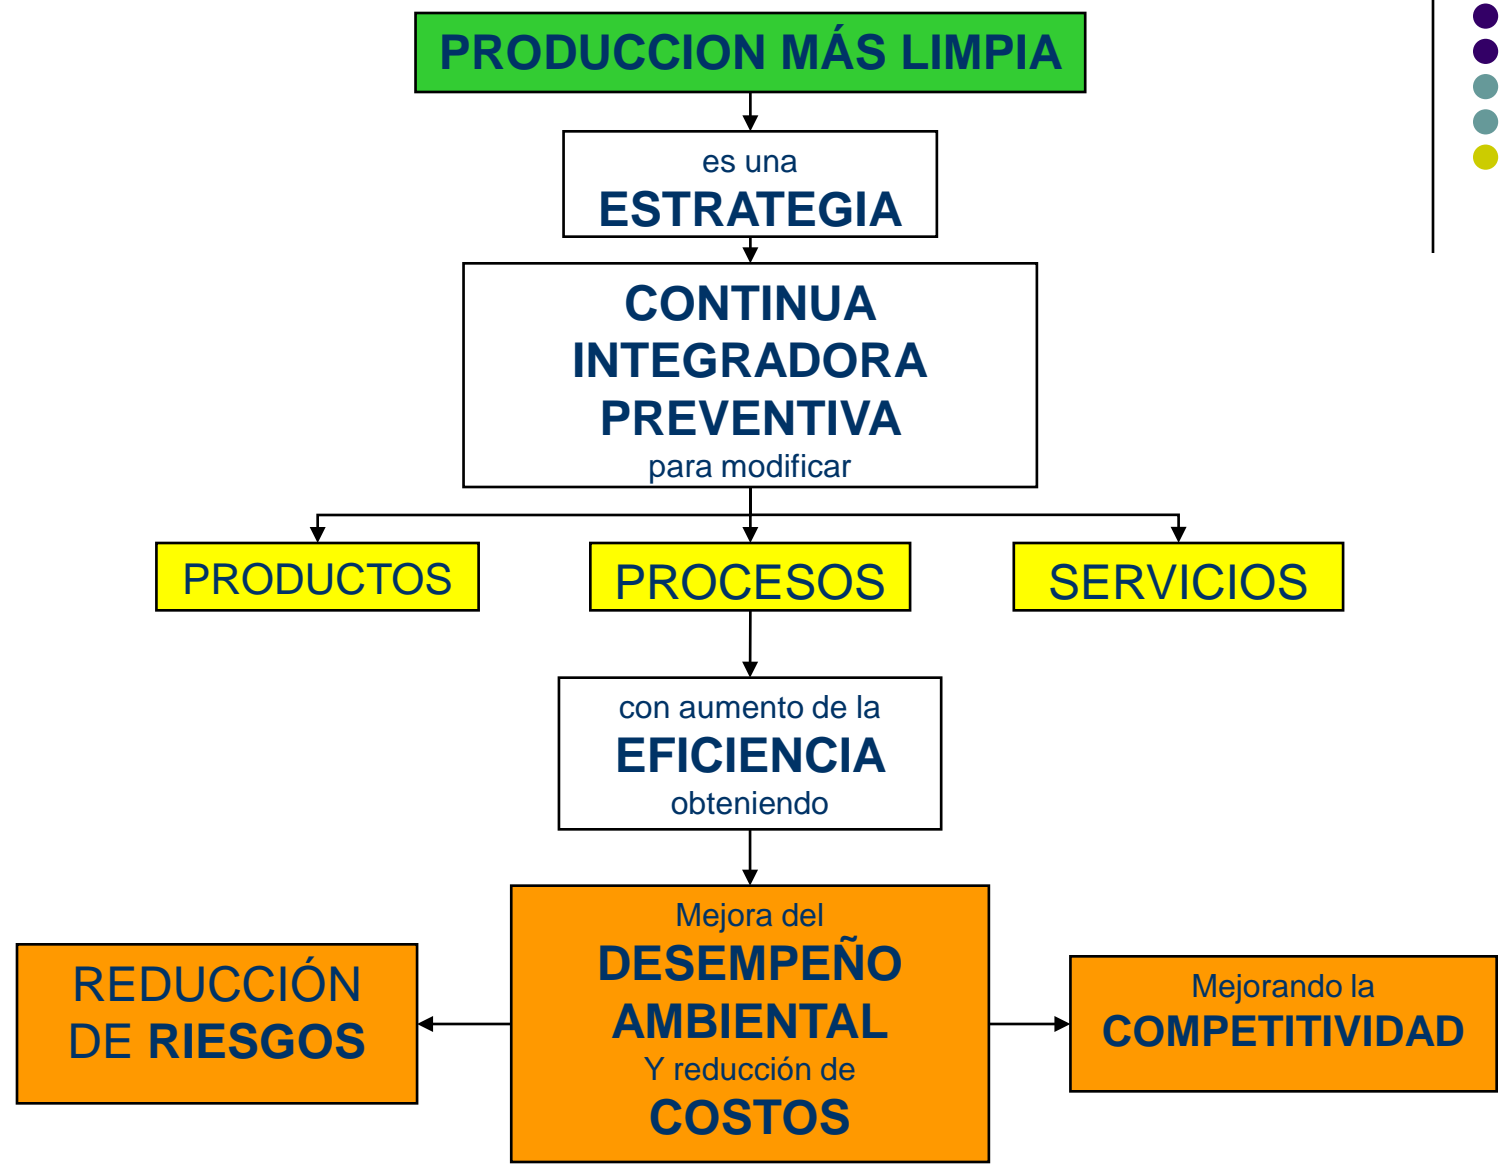 PRODUCCION MÁS LIMPIA
es una
ESTRATEGIA
CONTINUA
INTEGRADORA
PREVENTIVA
para modificar
PRODUCTOS
PROCESOS
SERVICIOS
con aumento de la
EFICIENCIA
obteniendo
REDUCCIÓN
DE RIESGOS
Mejora del
DESEMPEÑO
AMBIENTAL
Y reducción de
COSTOS
Mejorando la
COMPETITIVIDAD